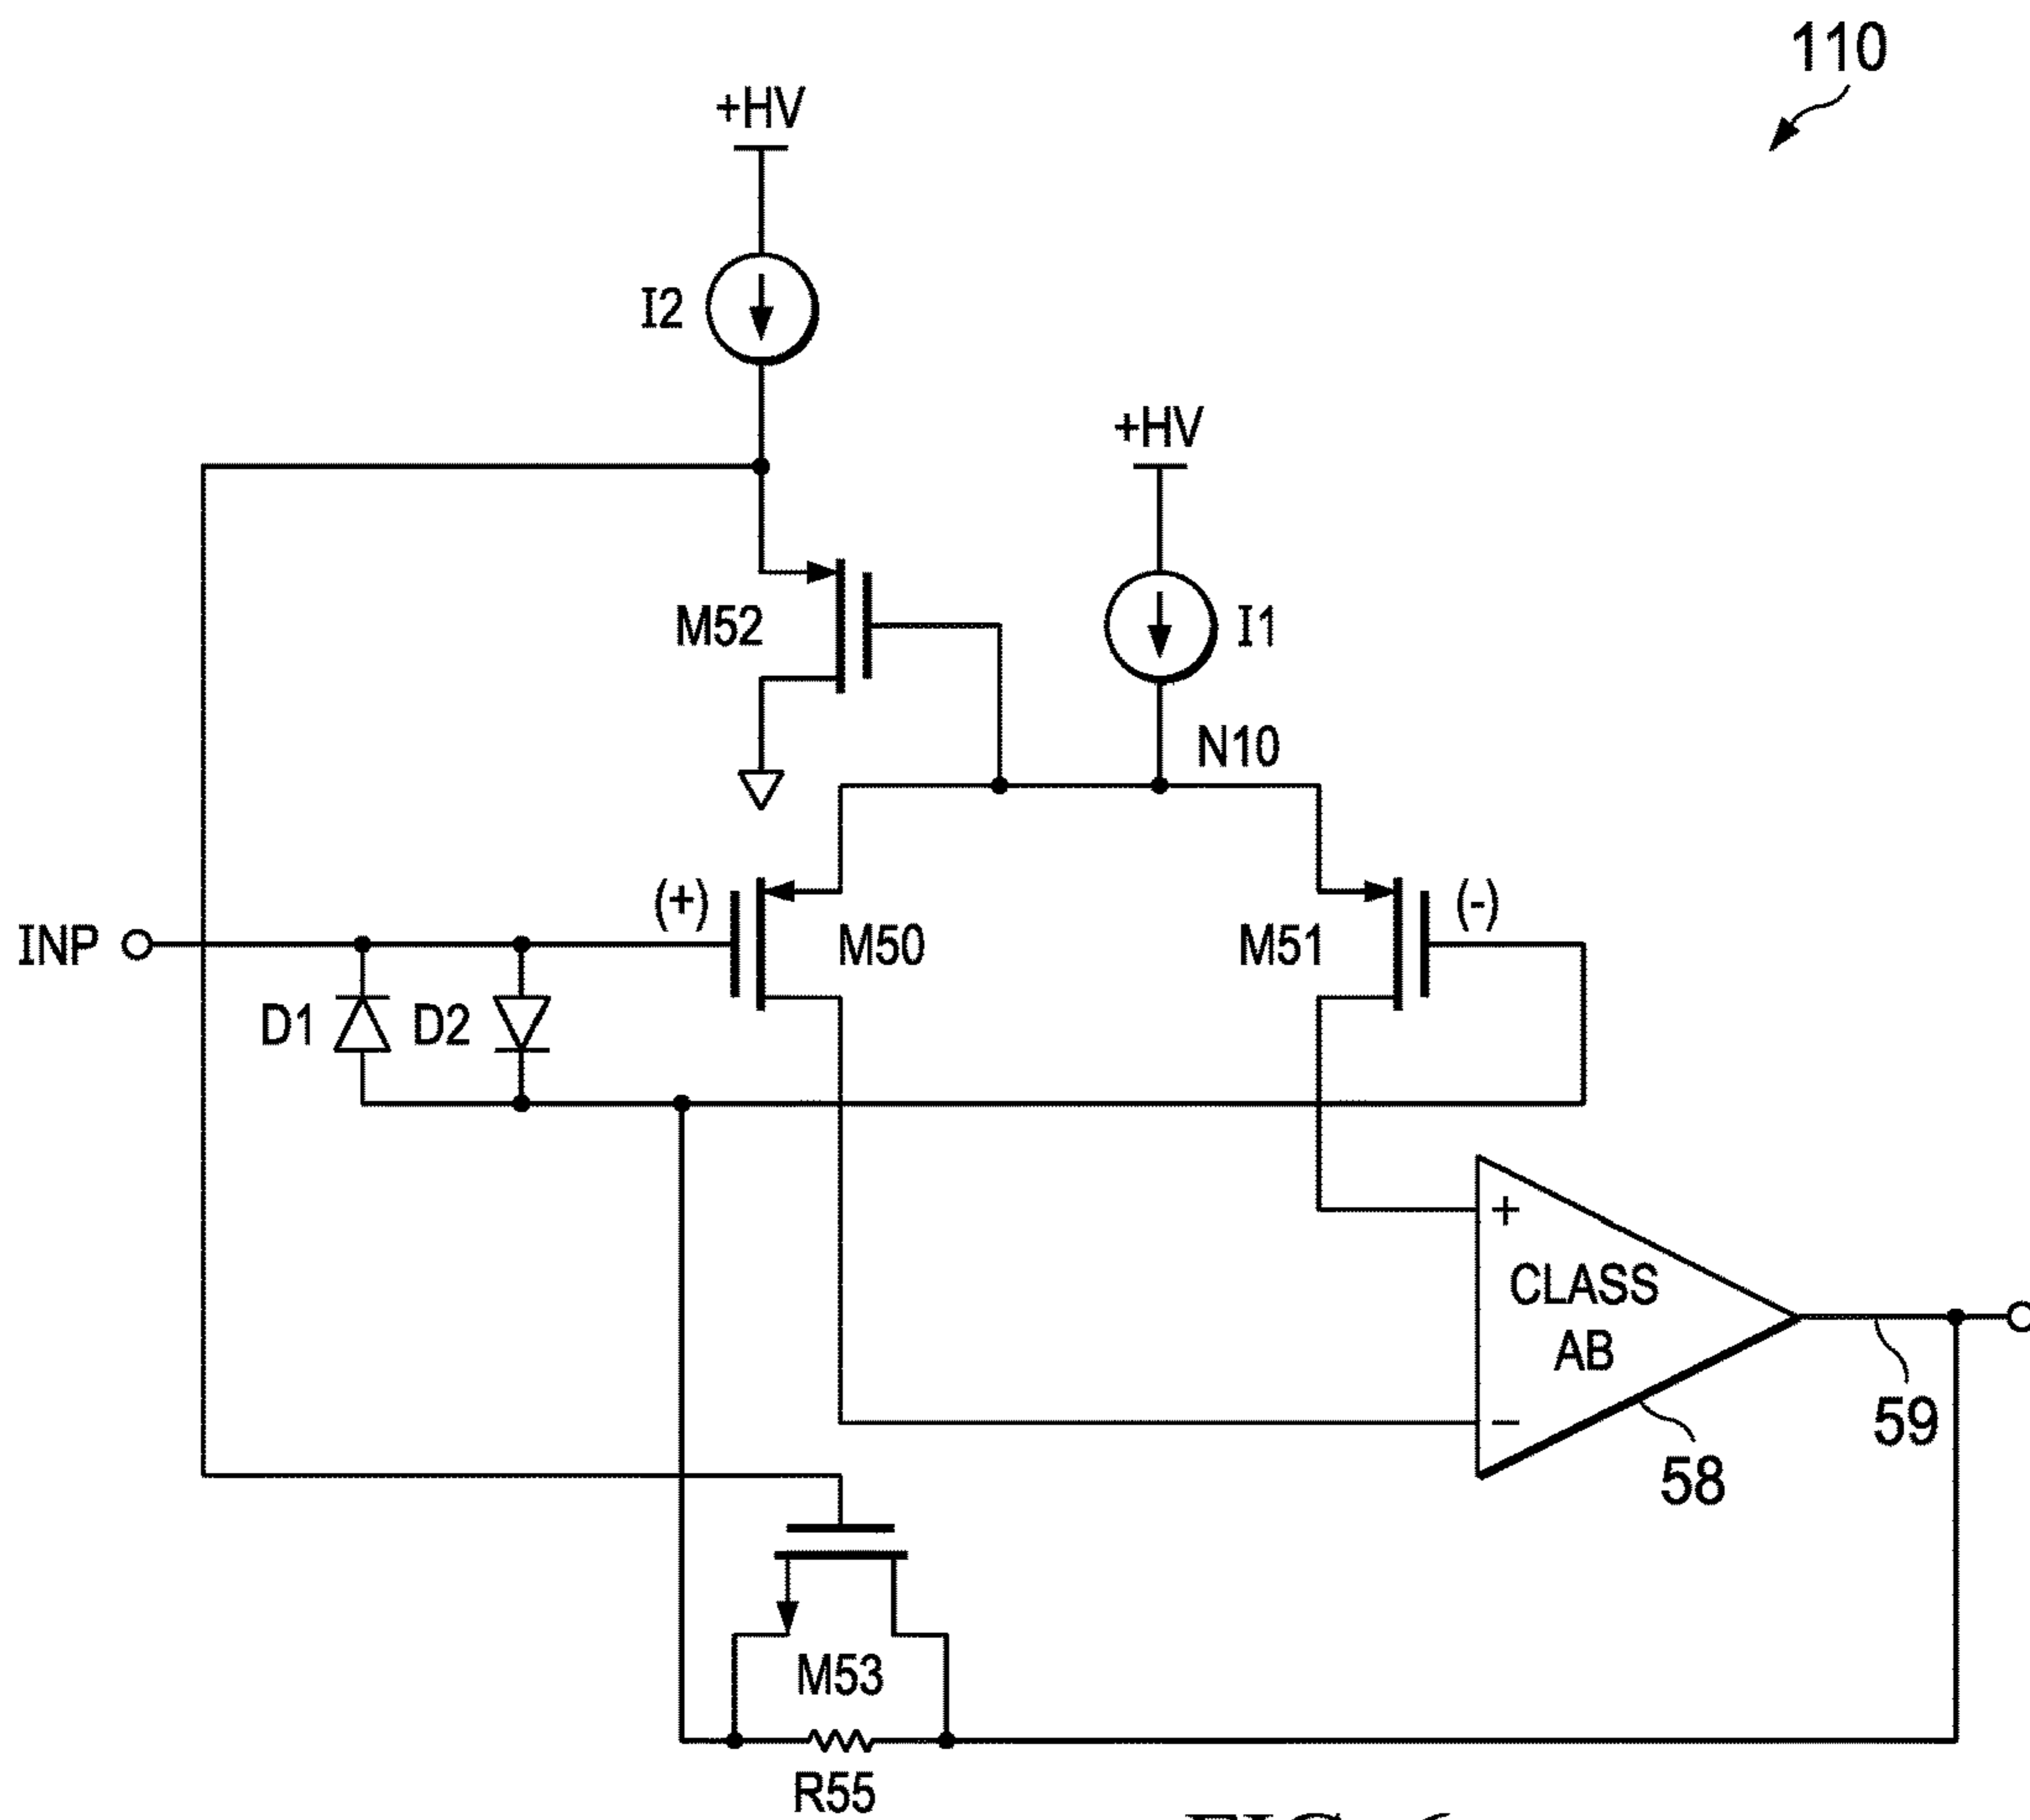 110
+HV
I2
+HV
M52
I1
N10
(+)
(-)
INP
M50
M51
D1
D2
+
CLASS
AB
−
59
58
M53
R55